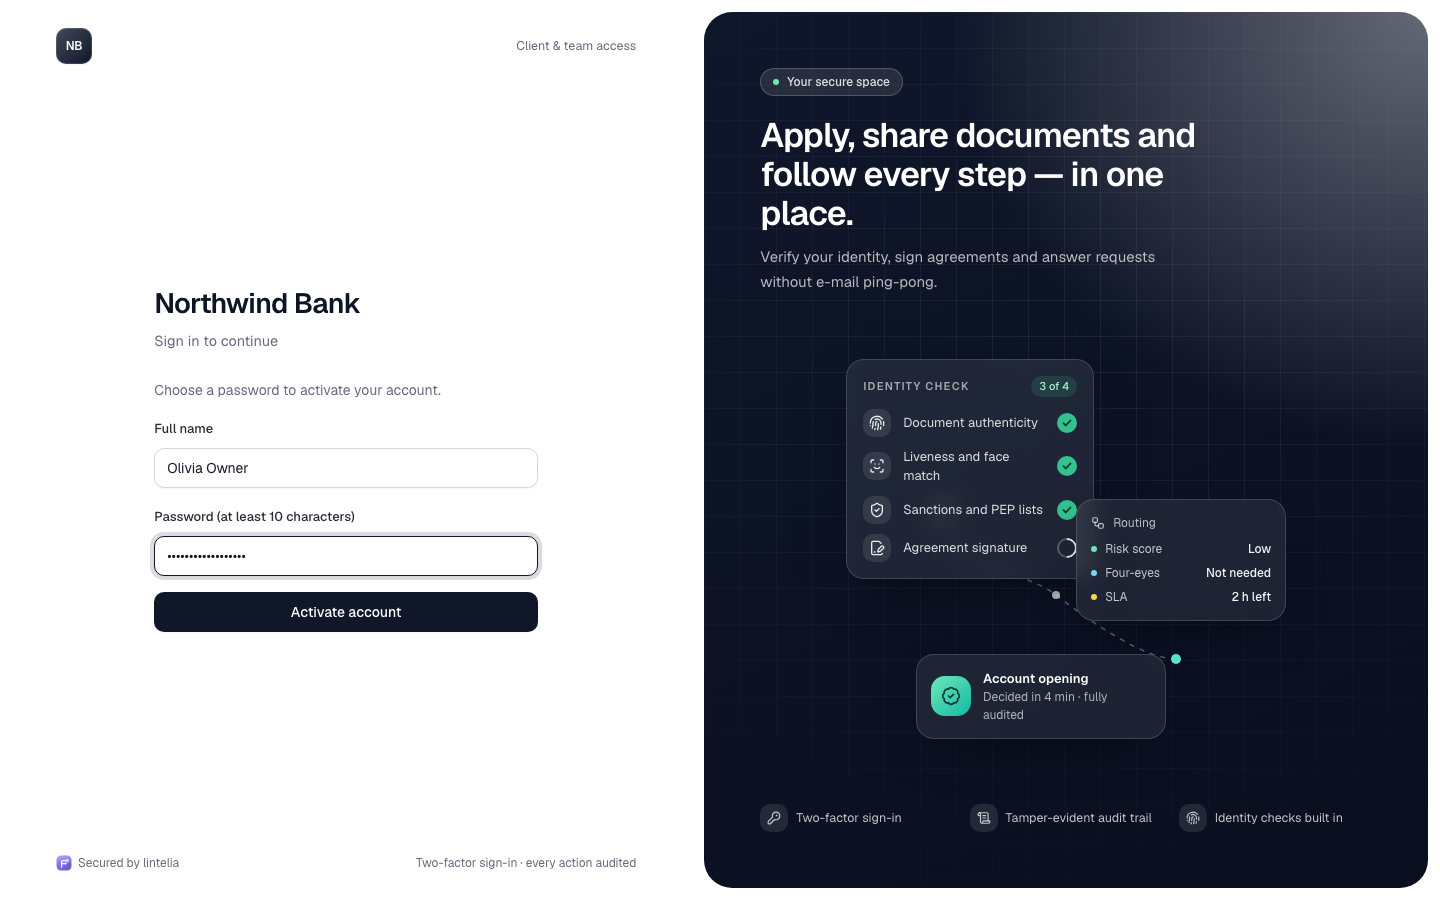 NB
Client & team access
Northwind Bank
Sign in to continue
Choose a password to activate your account.
Full name
Olivia Owner
Password (at least 10 characters)
••••••••••••••••••
Activate account
Secured by lintelia
Two-factor sign-in · every action audited
Your secure space
Apply, share documents and
follow every step — in one
place.
Verify your identity, sign agreements and answer requests
without e-mail ping-pong.
IDENTITY CHECK
3 of 4
Document authenticity
Liveness and face
match
Sanctions and PEP lists
Agreement signature
Routing
Risk score Low
Four-eyes Not needed
SLA 2 h left
Account opening
Decided in 4 min · fully
audited
Two-factor sign-in
Tamper-evident audit trail
Identity checks built in